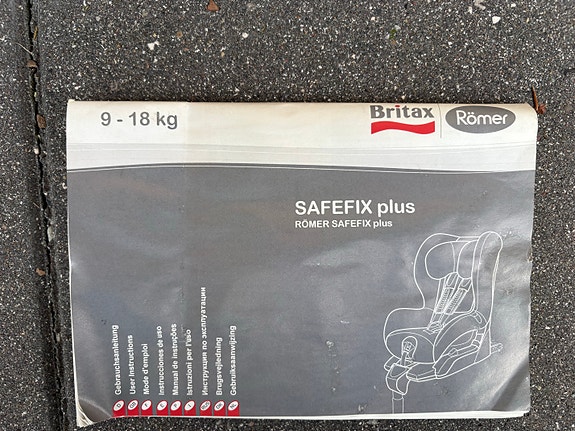 9 - 18 kg
Britax
Römer
SAFEFIX plus
RÖMER SAFEFIX plus
Gebrauchsanleitung
User Instructions
Mode d'emploi
Instrucciones de uso
Manual de instruções
Istruzioni per l'uso
Инструкция по эксплуатации
Brugsvejledning
Gebruiksaanwijzing